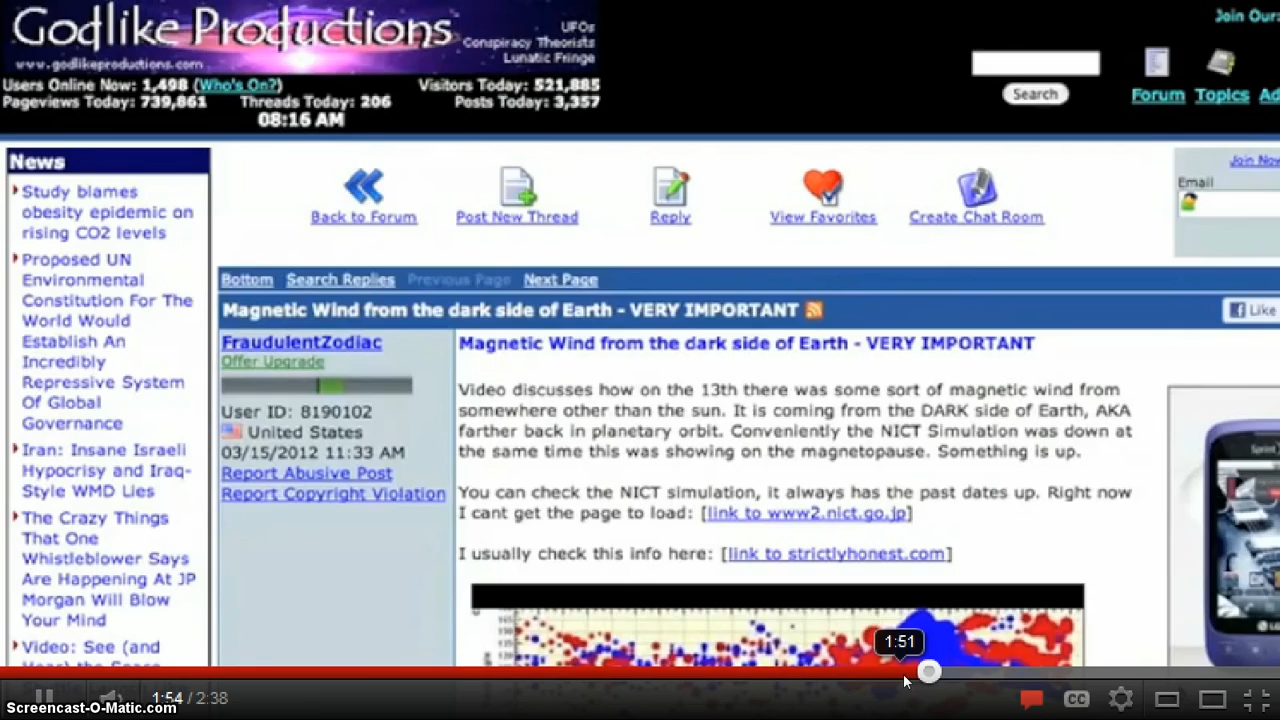 Godlike Productions
UFOs
Conspiracy Theorists
Lunatic Fringe
www.godlikeproductions.com
Users Online Now: 1,498 (Who's On?)
Visitors Today: 521,885
Pageviews Today: 739,861
Threads Today: 206
Posts Today: 3,357
08:16 AM
Join Our
Search
Forum
Topics
Ad
News
Study blames
obesity epidemic on
rising CO2 levels
Proposed UN
Environmental
Constitution For The
World Would
Establish An
Incredibly
Repressive System
Of Global
Governance
Iran: Insane Israeli
Hypocrisy and Iraq-
Style WMD Lies
The Crazy Things
That One
Whistleblower Says
Are Happening At JP
Morgan Will Blow
Your Mind
Video: See (and
Back to Forum
Post New Thread
Reply
View Favorites
Create Chat Room
Join Now
Email
Bottom
Search Replies
Previous Page
Next Page
Magnetic Wind from the dark side of Earth - VERY IMPORTANT
Like
FraudulentZodiac
Offer Upgrade
User ID: 8190102
United States
03/15/2012 11:33 AM
Report Abusive Post
Report Copyright Violation
Magnetic Wind from the dark side of Earth - VERY IMPORTANT
Video discusses how on the 13th there was some sort of magnetic wind from
somewhere other than the sun. It is coming from the DARK side of Earth, AKA
farther back in planetary orbit. Conveniently the NICT Simulation was down at
the same time this was showing on the magnetopause. Something is up.
You can check the NICT simulation, it always has the past dates up. Right now
I cant get the page to load: [link to www2.nict.go.jp]
I usually check this info here: [link to strictlyhonest.com]
Sprint
LG
1:51
1:54 / 2:38
CC
Screencast-O-Matic.com